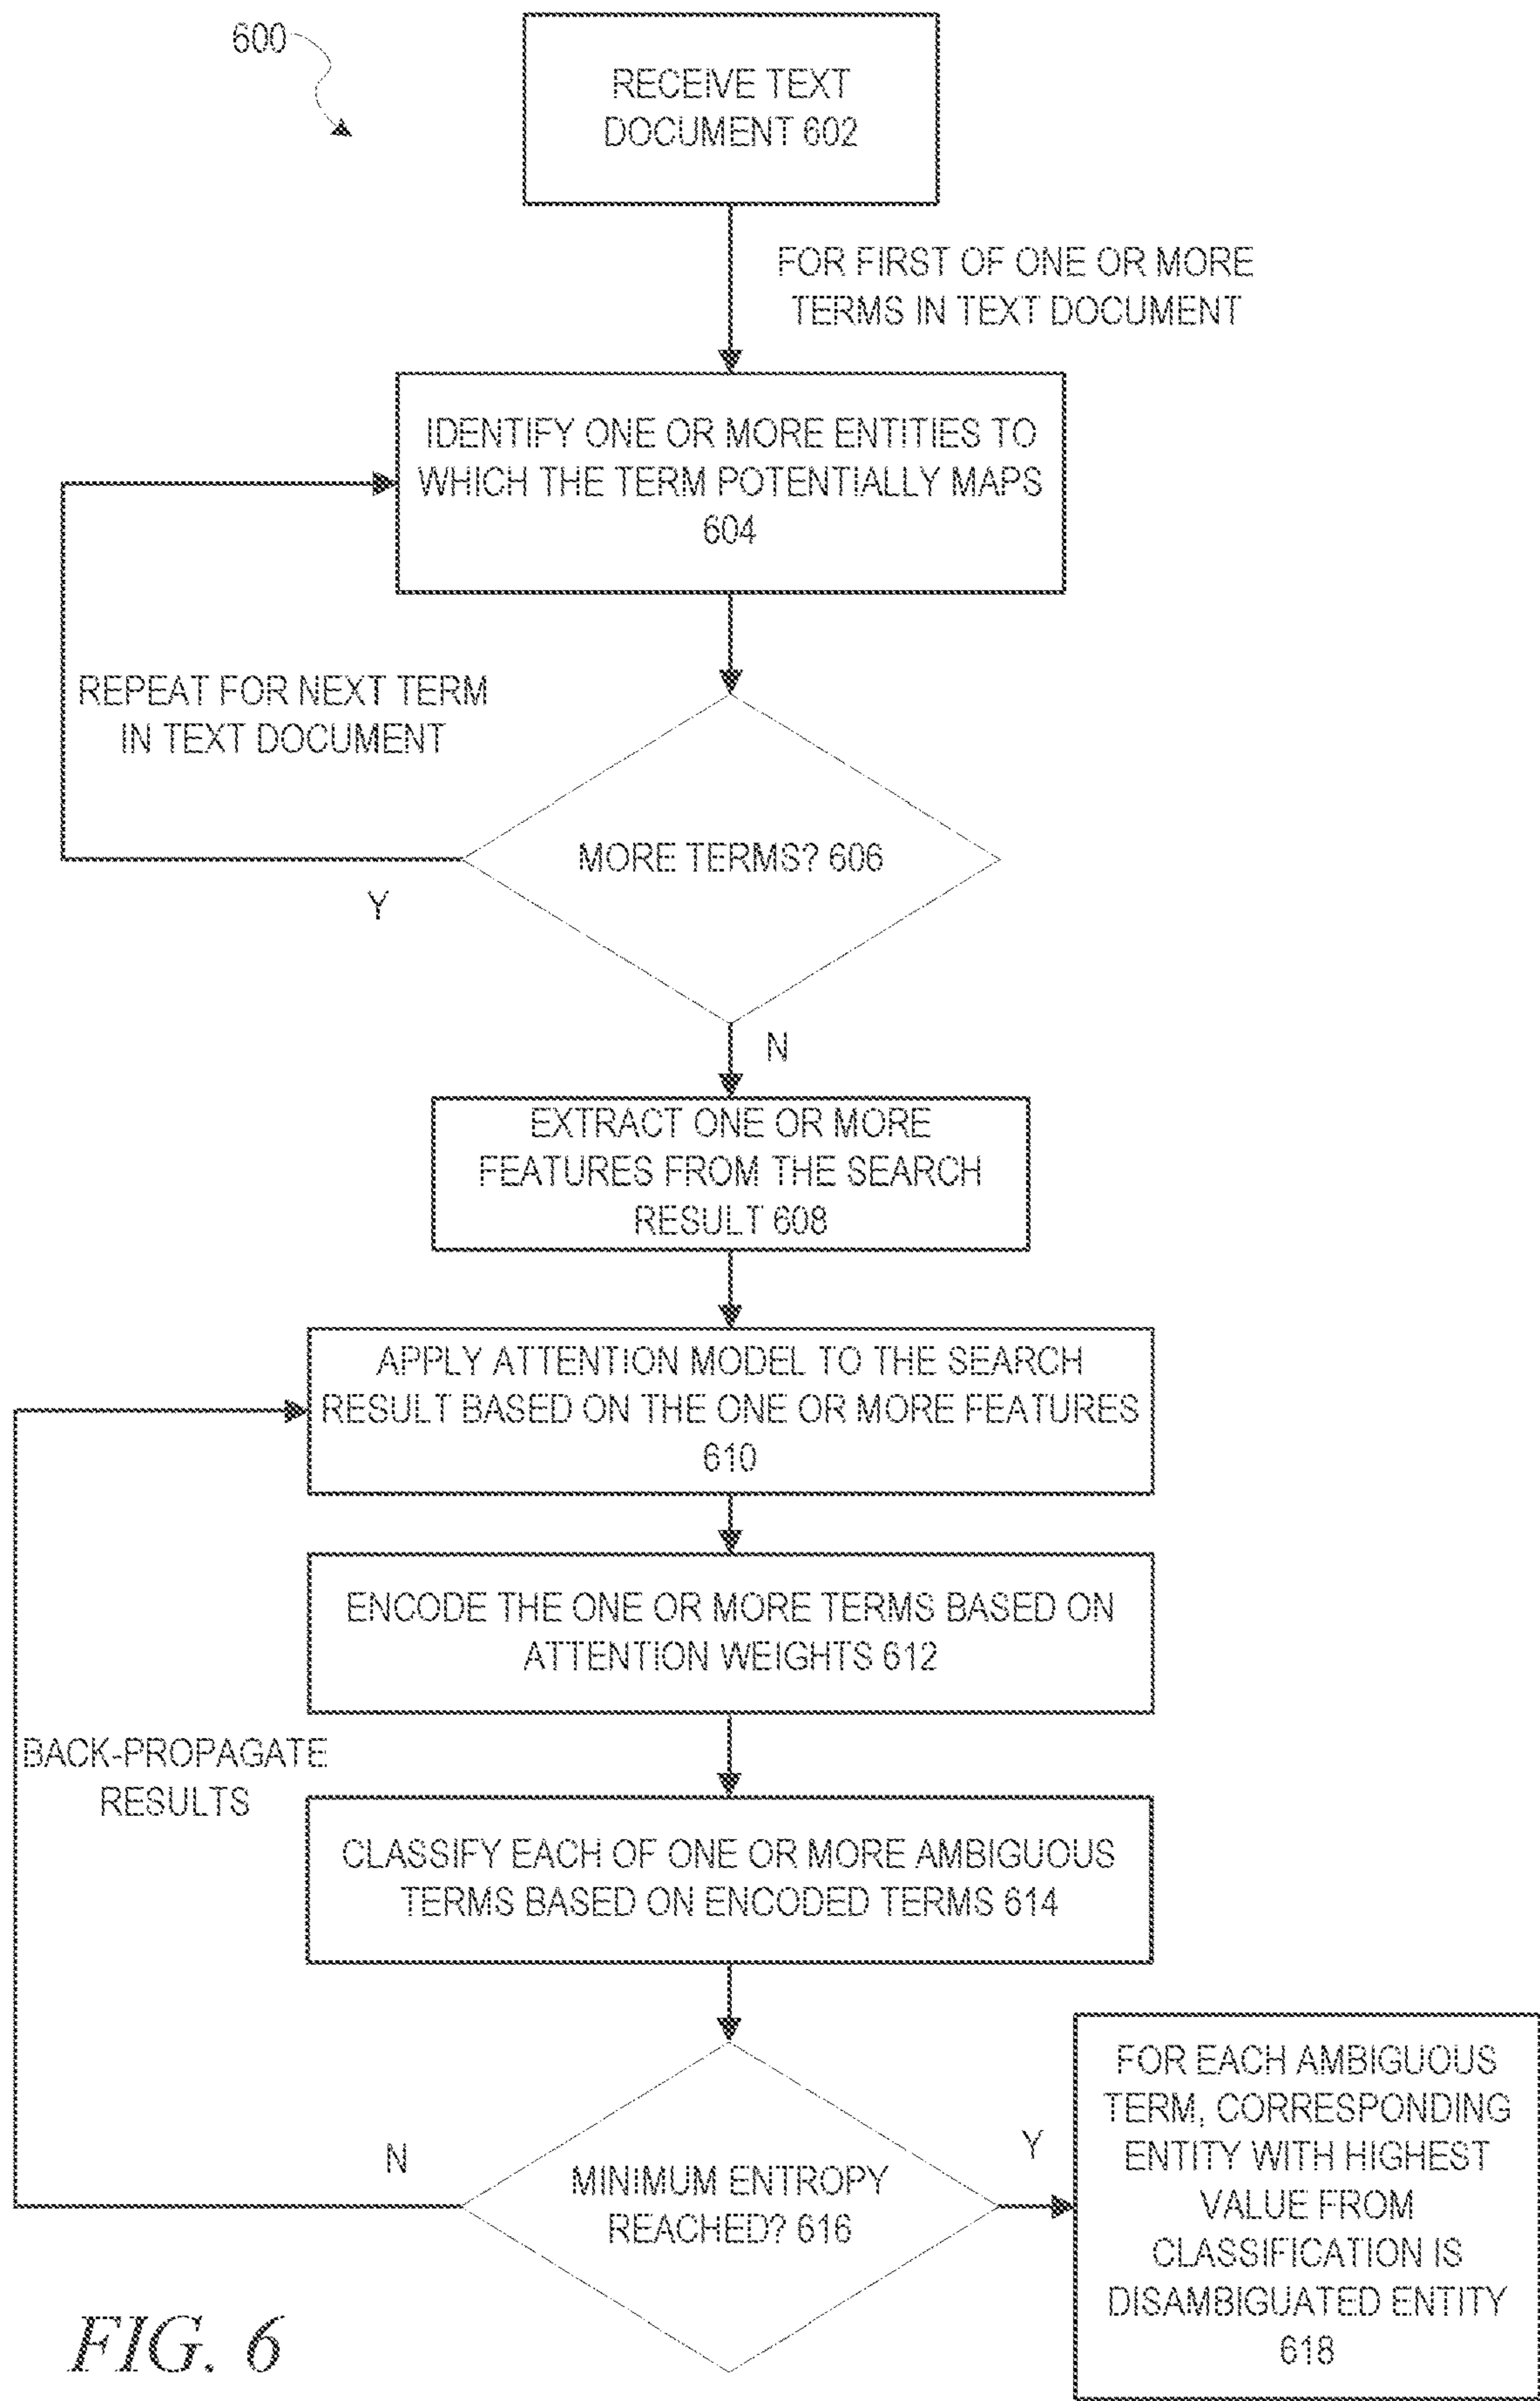 600
RECEIVE TEXT
DOCUMENT 602
FOR FIRST OF ONE OR MORE
TERMS IN TEXT DOCUMENT
IDENTIFY ONE OR MORE ENTITIES TO
WHICH THE TERM POTENTIALLY MAPS
604
REPEAT FOR NEXT TERM
IN TEXT DOCUMENT
MORE TERMS? 606
Y
N
EXTRACT ONE OR MORE
FEATURES FROM THE SEARCH
RESULT 608
APPLY ATTENTION MODEL TO THE SEARCH
RESULT BASED ON THE ONE OR MORE FEATURES
610
ENCODE THE ONE OR MORE TERMS BASED ON
ATTENTION WEIGHTS 612
BACK-PROPAGATE
RESULTS
CLASSIFY EACH OF ONE OR MORE AMBIGUOUS
TERMS BASED ON ENCODED TERMS 614
N
MINIMUM ENTROPY
REACHED? 616
Y
FOR EACH AMBIGUOUS
TERM, CORRESPONDING
ENTITY WITH HIGHEST
VALUE FROM
CLASSIFICATION IS
DISAMBIGUATED ENTITY
618
FIG. 6